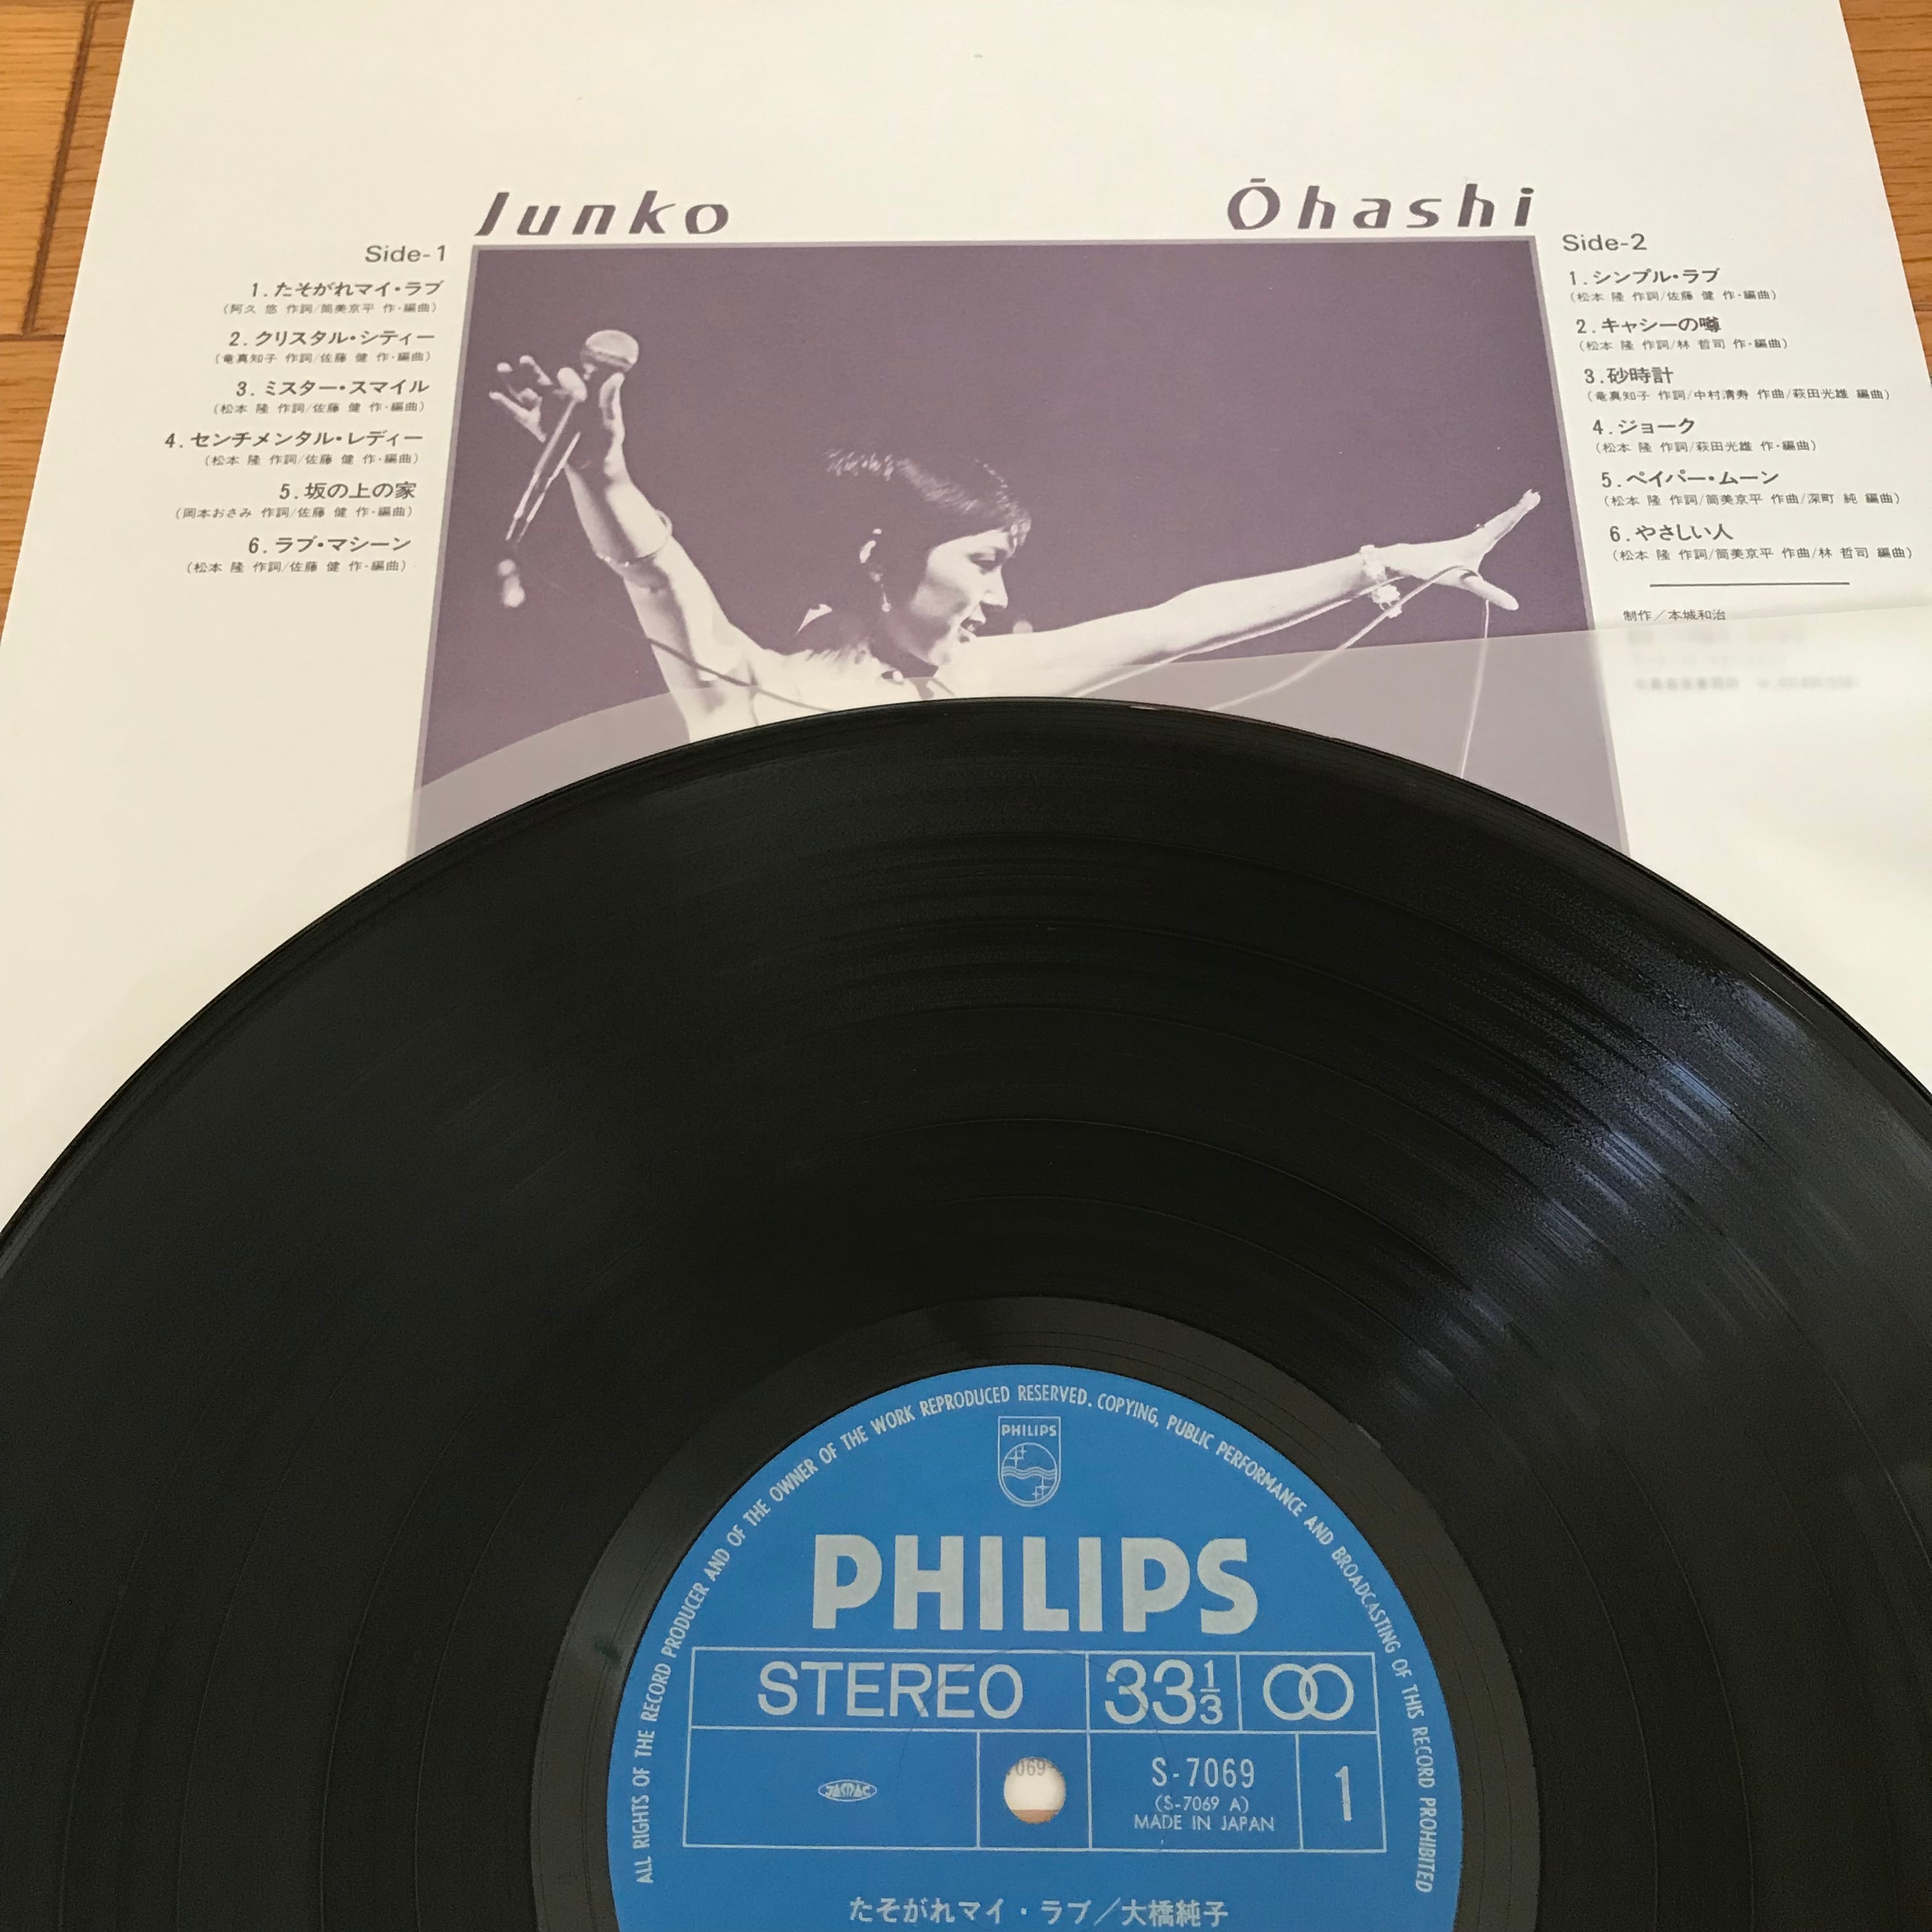 Junko Ōhashi
Side-1
1.たそがれマイ・ラブ
(阿久 悠 作詞/筒美京平 作・編曲)
2.クリスタル・シティー
(竜真知子 作詞/佐藤 健 作・編曲)
3.ミスター・スマイル
(松本 隆 作詞/佐藤 健 作・編曲)
4.センチメンタル・レディー
(松本 隆 作詞/佐藤 健 作・編曲)
5.坂の上の家
(岡本おさみ 作詞/佐藤 健 作・編曲)
6.ラブ・マシーン
(松本 隆 作詞/佐藤 健 作・編曲)
Side-2
1.シンプル・ラブ
(松本 隆 作詞/佐藤 健 作・編曲)
2.キャシーの噂
(松本 隆 作詞/林 哲司 作・編曲)
3.砂時計
(竜真知子 作詞/中村清寿 作曲/萩田光雄 編曲)
4.ジョーク
(松本 隆 作詞/萩田光雄 作・編曲)
5.ペイパー・ムーン
(松本 隆 作詞/筒美京平 作曲/深町 純 編曲)
6.やさしい人
(松本 隆 作詞/筒美京平 作曲/林 哲司 編曲)
制作/本城和治
ALL RIGHTS OF THE RECORD PRODUCER AND OF THE OWNER OF THE WORK REPRODUCED RESERVED. COPYING, PUBLIC PERFORMANCE AND BROADCASTING OF THIS RECORD PROHIBITED
PHILIPS
PHILIPS
STEREO 33 1/3
JASRAC
069-
S-7069
(S-7069 A)
MADE IN JAPAN
1
たそがれマイ・ラブ/大橋純子